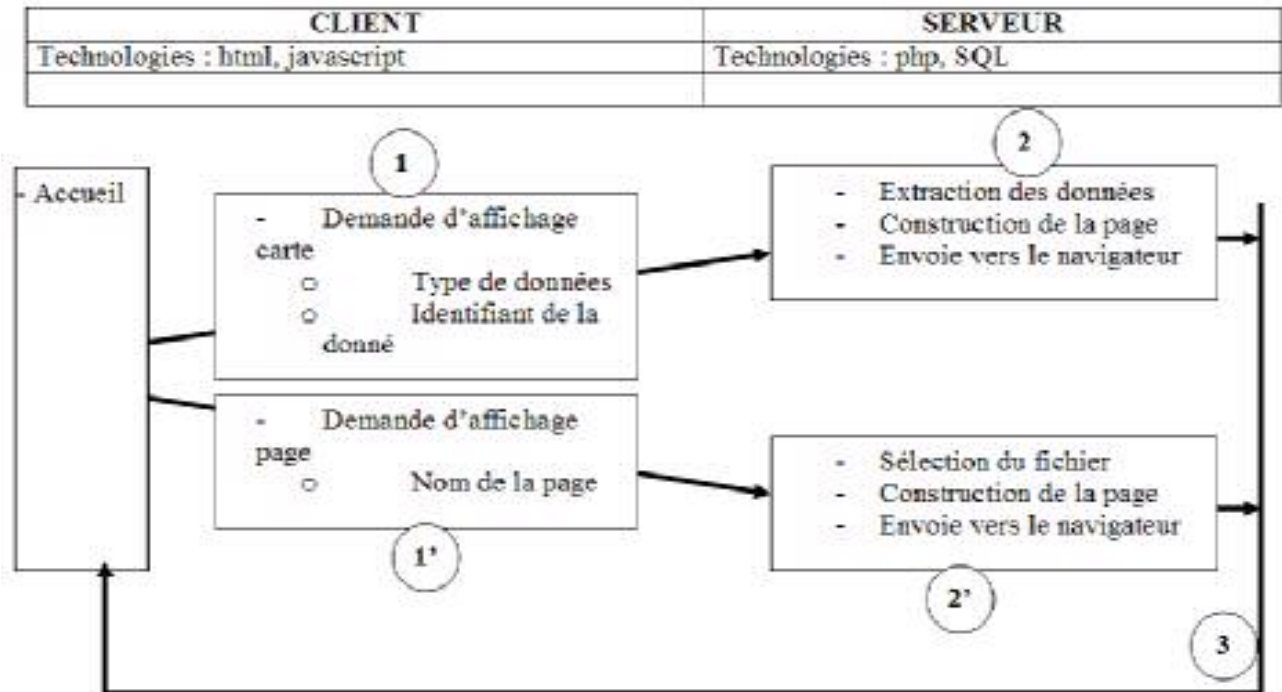 CLIENT
SERVEUR
Technologies : html, javascript
Technologies : php, SQL
1
2
- Accueil
- Demande d'affichage
carte
o Type de données
o Identifiant de la
donné
- Extraction des données
- Construction de la page
- Envoie vers le navigateur
- Demande d'affichage
page
o Nom de la page
1'
- Sélection du fichier
- Construction de la page
- Envoie vers le navigateur
2'
3